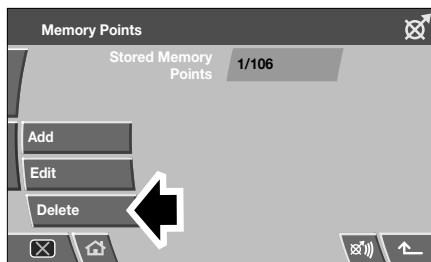 Memory Points
Stored Memory
Points
1/106
Add
Edit
Delete